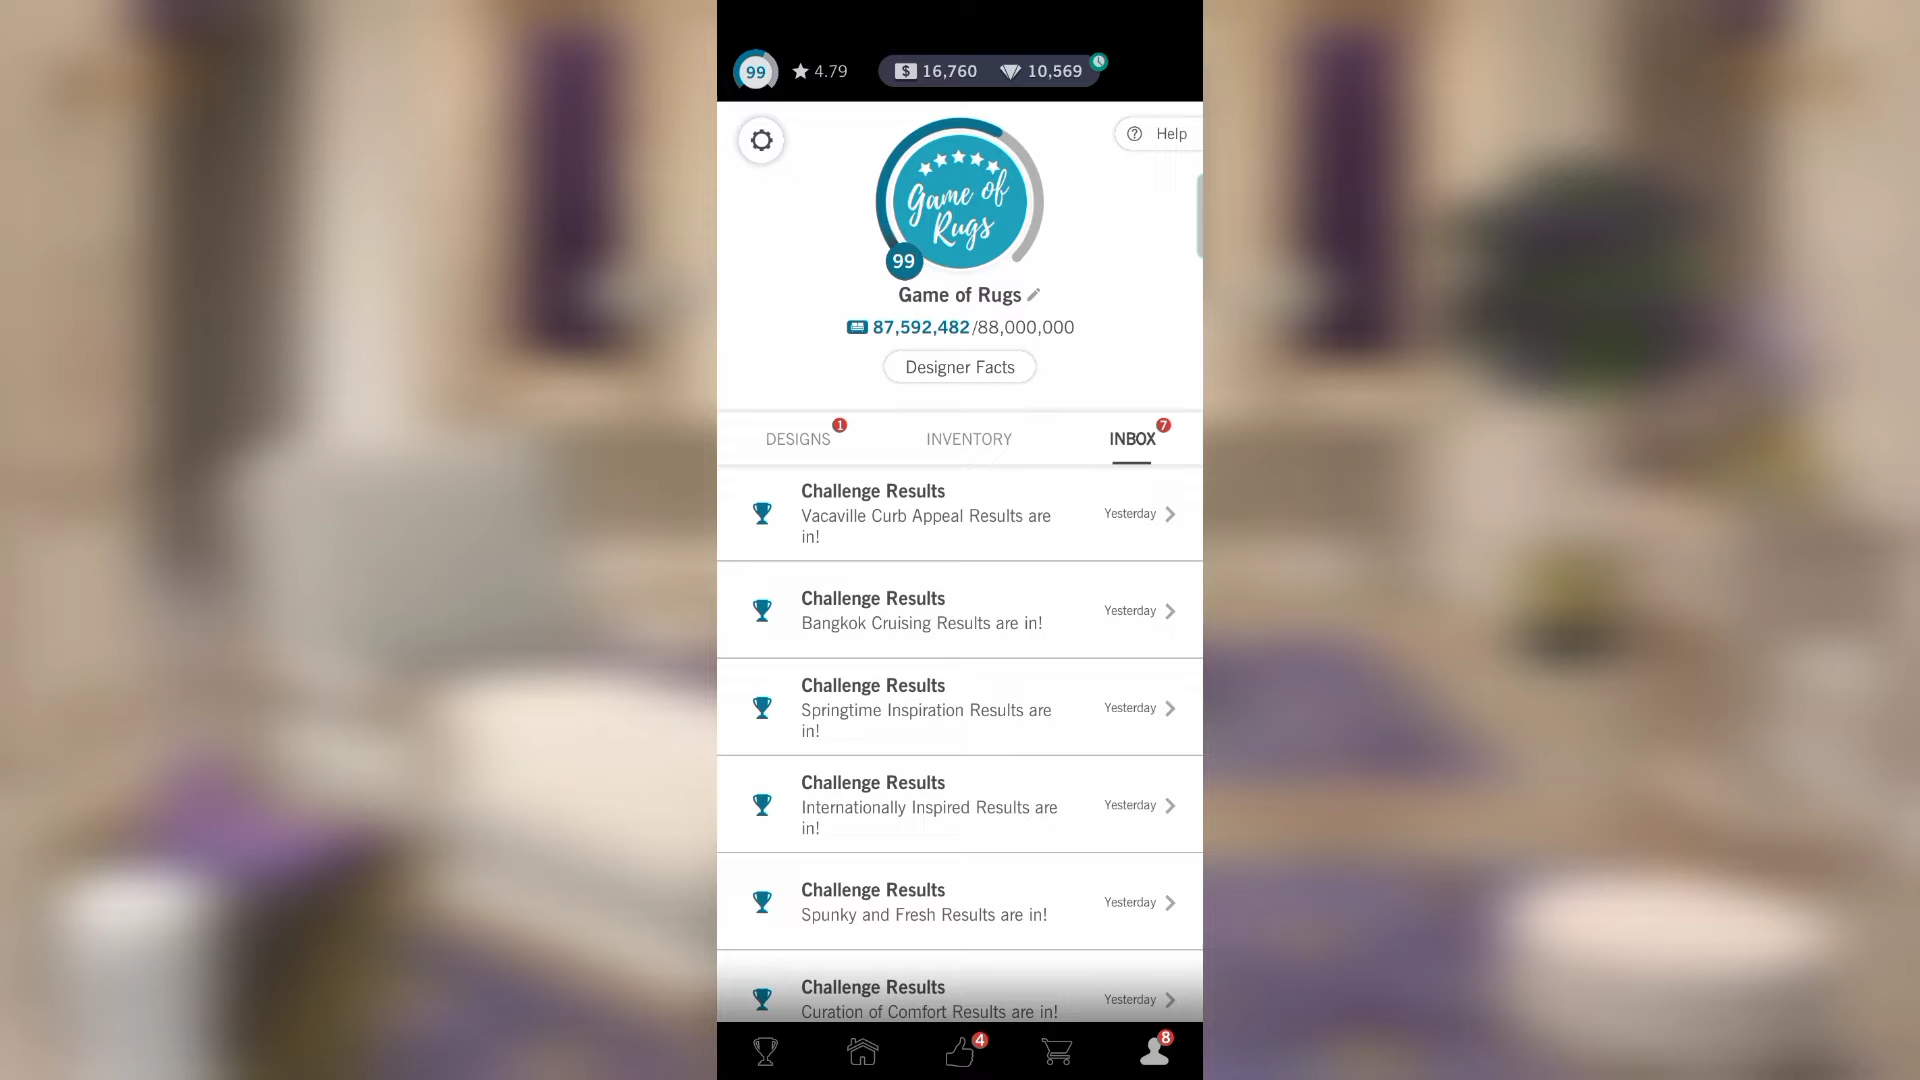 99 4.79 $ 16,760 10,569
Help
Game of
Rugs
99
Game of Rugs
87,592,482/88,000,000
Designer Facts
DESIGNS 1 INVENTORY INBOX 7
Challenge Results
Vacaville Curb Appeal Results are
in!
Yesterday
Challenge Results
Bangkok Cruising Results are in!
Yesterday
Challenge Results
Springtime Inspiration Results are
in!
Yesterday
Challenge Results
Internationally Inspired Results are
in!
Yesterday
Challenge Results
Spunky and Fresh Results are in!
Yesterday
Challenge Results
Curation of Comfort Results are in!
Yesterday
4 8